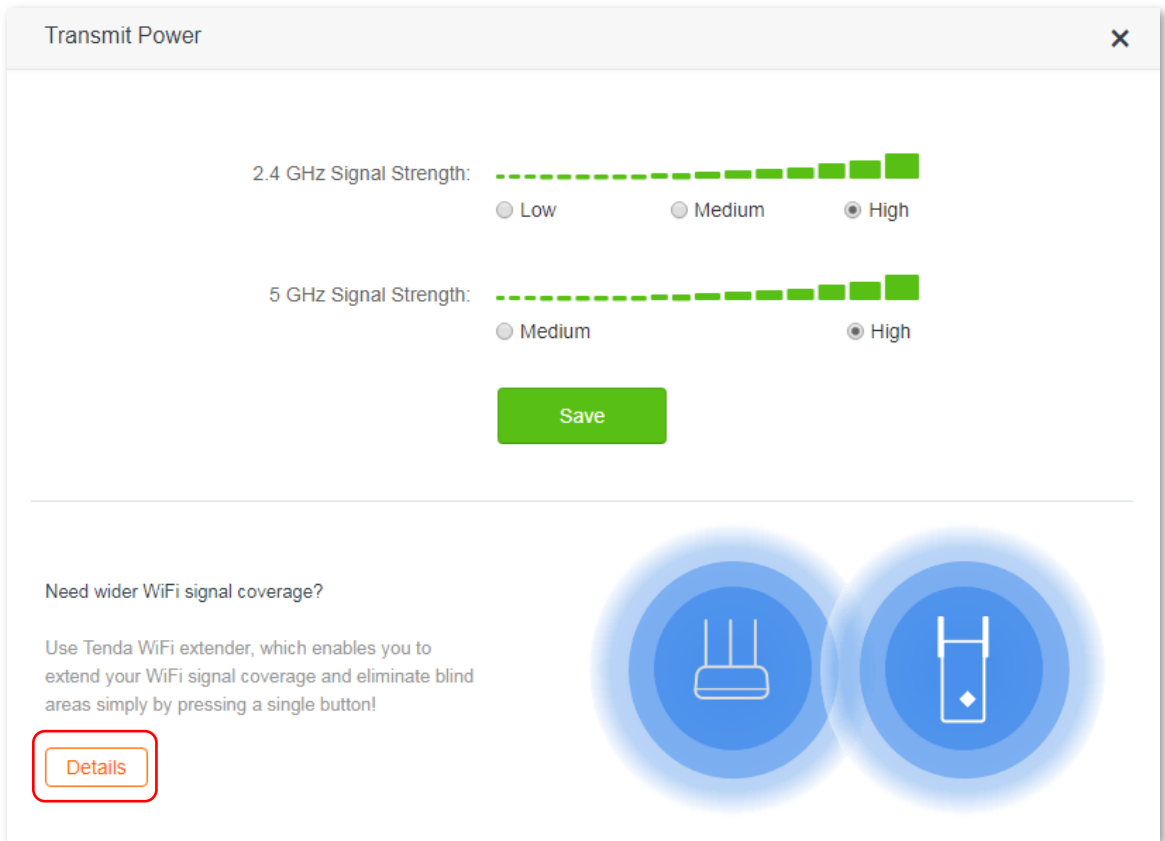 Transmit Power
2.4 GHz Signal Strength:
Low Medium High
5 GHz Signal Strength:
Medium High
Save
Need wider WiFi signal coverage?
Use Tenda WiFi extender, which enables you to
extend your WiFi signal coverage and eliminate blind
areas simply by pressing a single button!
Details